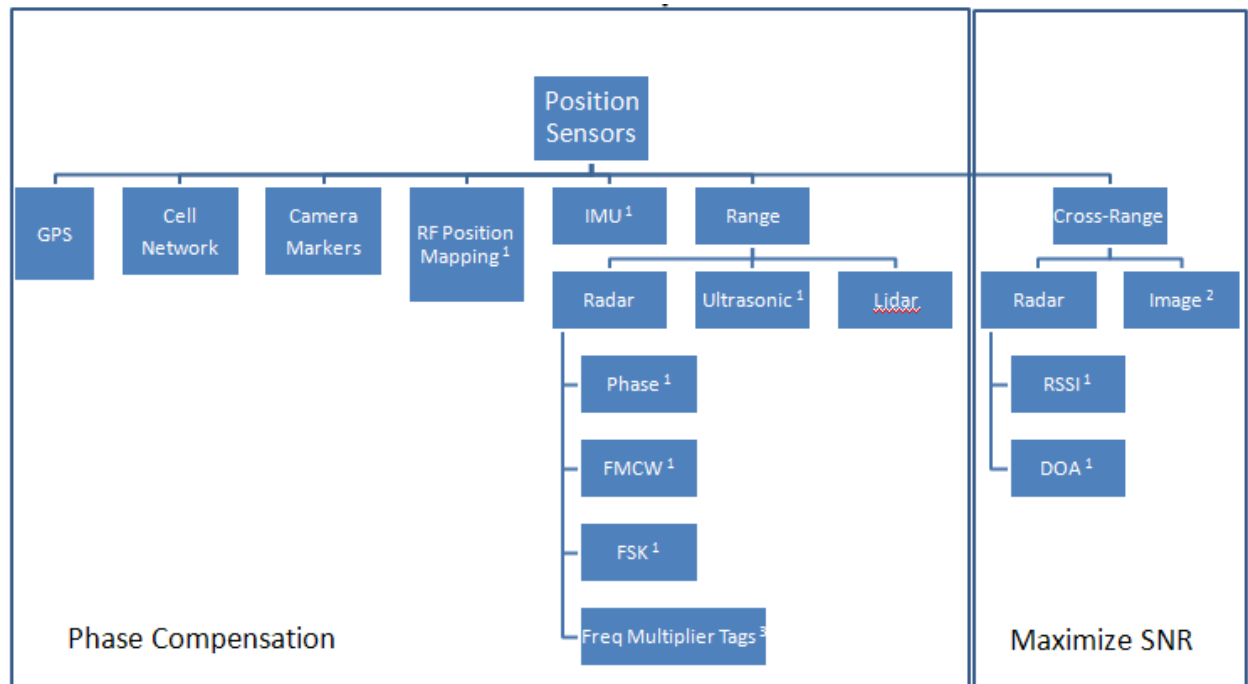 Position
Sensors
GPS
Cell
Network
Camera
Markers
RF Position
Mapping 1
IMU 1
Range
Cross-Range
Radar
Ultrasonic 1
Lidar
Radar
Image 2
Phase 1
RSSI 1
FMCW 1
DOA 1
FSK 1
Freq Multiplier Tags 3
Phase Compensation
Maximize SNR